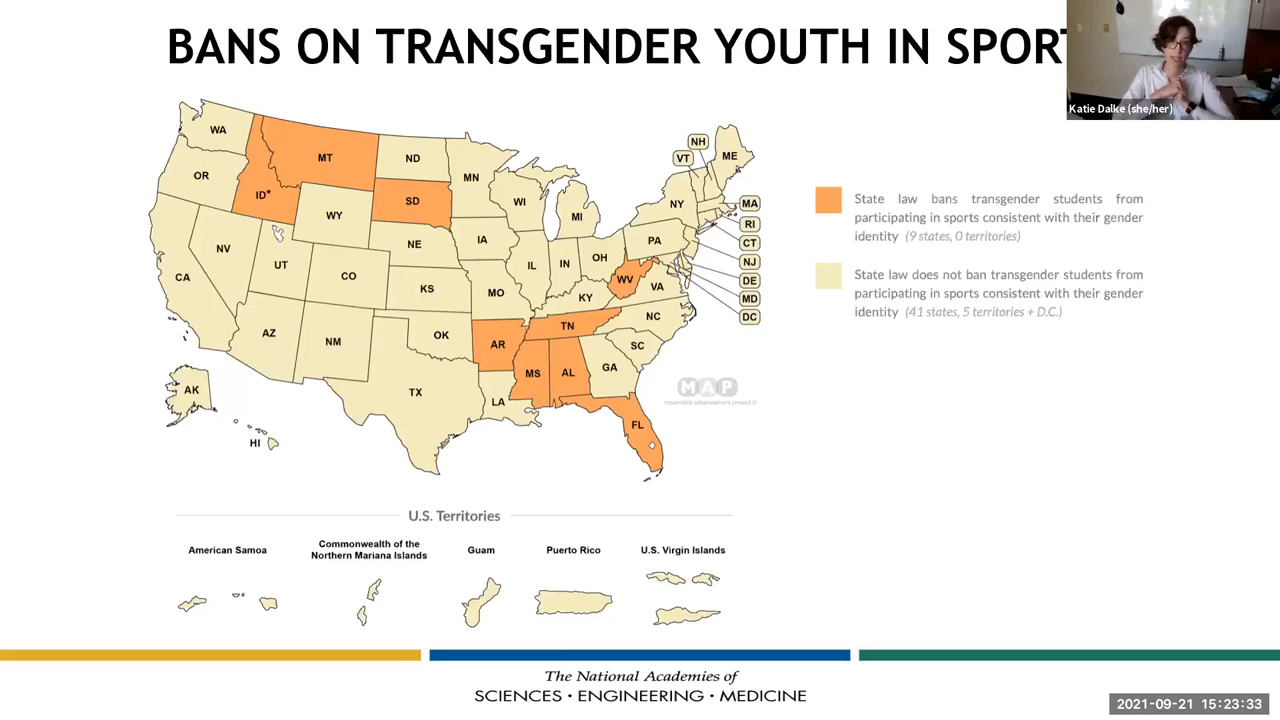 BANS ON TRANSGENDER YOUTH IN SPORT
Katie Dalke (she/her)
WA
MT
ND
MN
OR
ID*
SD
WY
WI
MI
NY
VT
NH
ME
MA
RI
CT
NJ
DE
MD
DC
NV
UT
CO
NE
IA
IL
IN
OH
PA
CA
KS
MO
KY
WV
VA
AZ
NM
OK
AR
TN
NC
SC
TX
LA
MS
AL
GA
FL
AK
HI
MAP
movement advancement project
State law bans transgender students from
participating in sports consistent with their gender
identity (9 states, 0 territories)
State law does not ban transgender students from
participating in sports consistent with their gender
identity (41 states, 5 territories + D.C.)
U.S. Territories
American Samoa
Commonwealth of the
Northern Mariana Islands
Guam
Puerto Rico
U.S. Virgin Islands
The National Academies of
SCIENCES • ENGINEERING • MEDICINE
2021-09-21 15:23:33